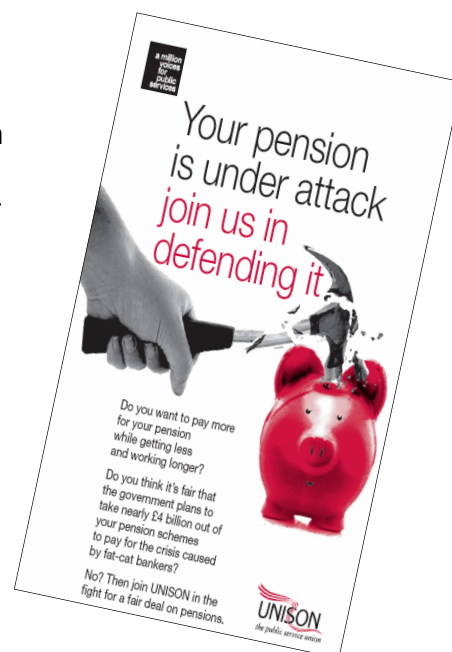 a million
voices
for
public
services
Your pension
is under attack
join us in
defending it
Do you want to pay more
for your pension
while getting less
and working longer?
Do you think it's fair that
the government plans to
take nearly £4 billion out of
your pension schemes
to pay for the crisis caused
by fat-cat bankers?
No? Then join UNISON in the
fight for a fair deal on pensions.
UNISON
the public service union